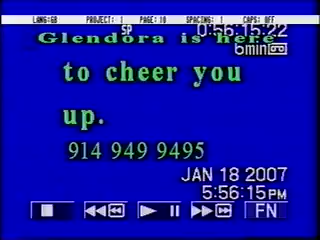 LANG:GB PROJECT: 1 PAGE:10 SPACING: 1 CAPS: OFF
SP 0:56:15:22
6min
Glendora is here
to cheer you
up.
914 949 9495
JAN 18 2007
5:56:15PM
FN